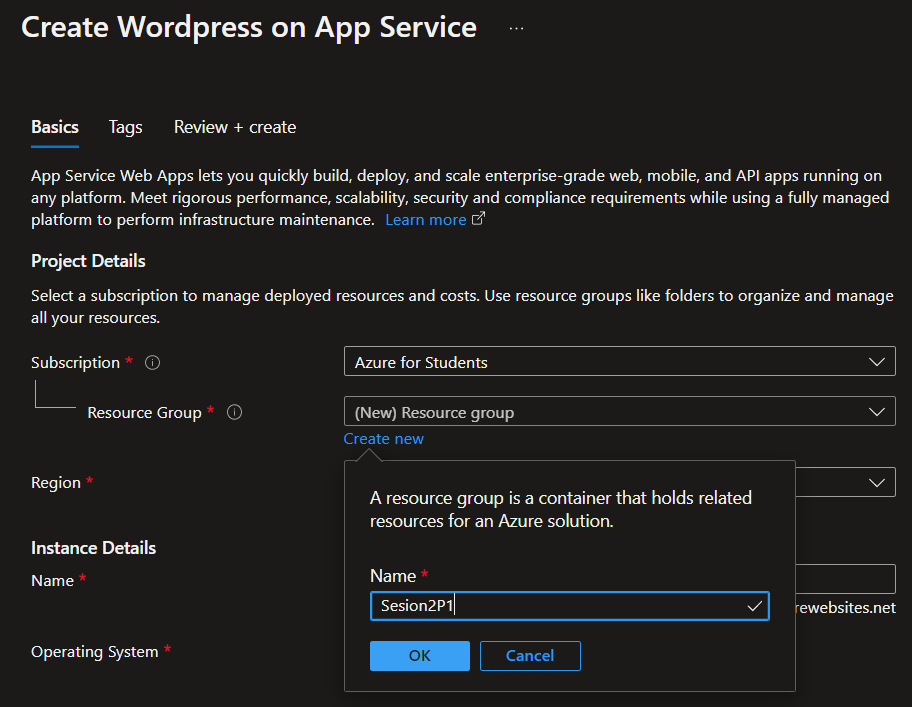 Create Wordpress on App Service ...
Basics Tags Review + create
App Service Web Apps lets you quickly build, deploy, and scale enterprise-grade web, mobile, and API apps running on
any platform. Meet rigorous performance, scalability, security and compliance requirements while using a fully managed
platform to perform infrastructure maintenance. Learn more
Project Details
Select a subscription to manage deployed resources and costs. Use resource groups like folders to organize and manage
all your resources.
Subscription * Azure for Students
Resource Group * (New) Resource group
Create new
Region *
A resource group is a container that holds related
resources for an Azure solution.
Instance Details
Name *
Name *
Sesion2P1
rewebsites.net
Operating System *
OK Cancel